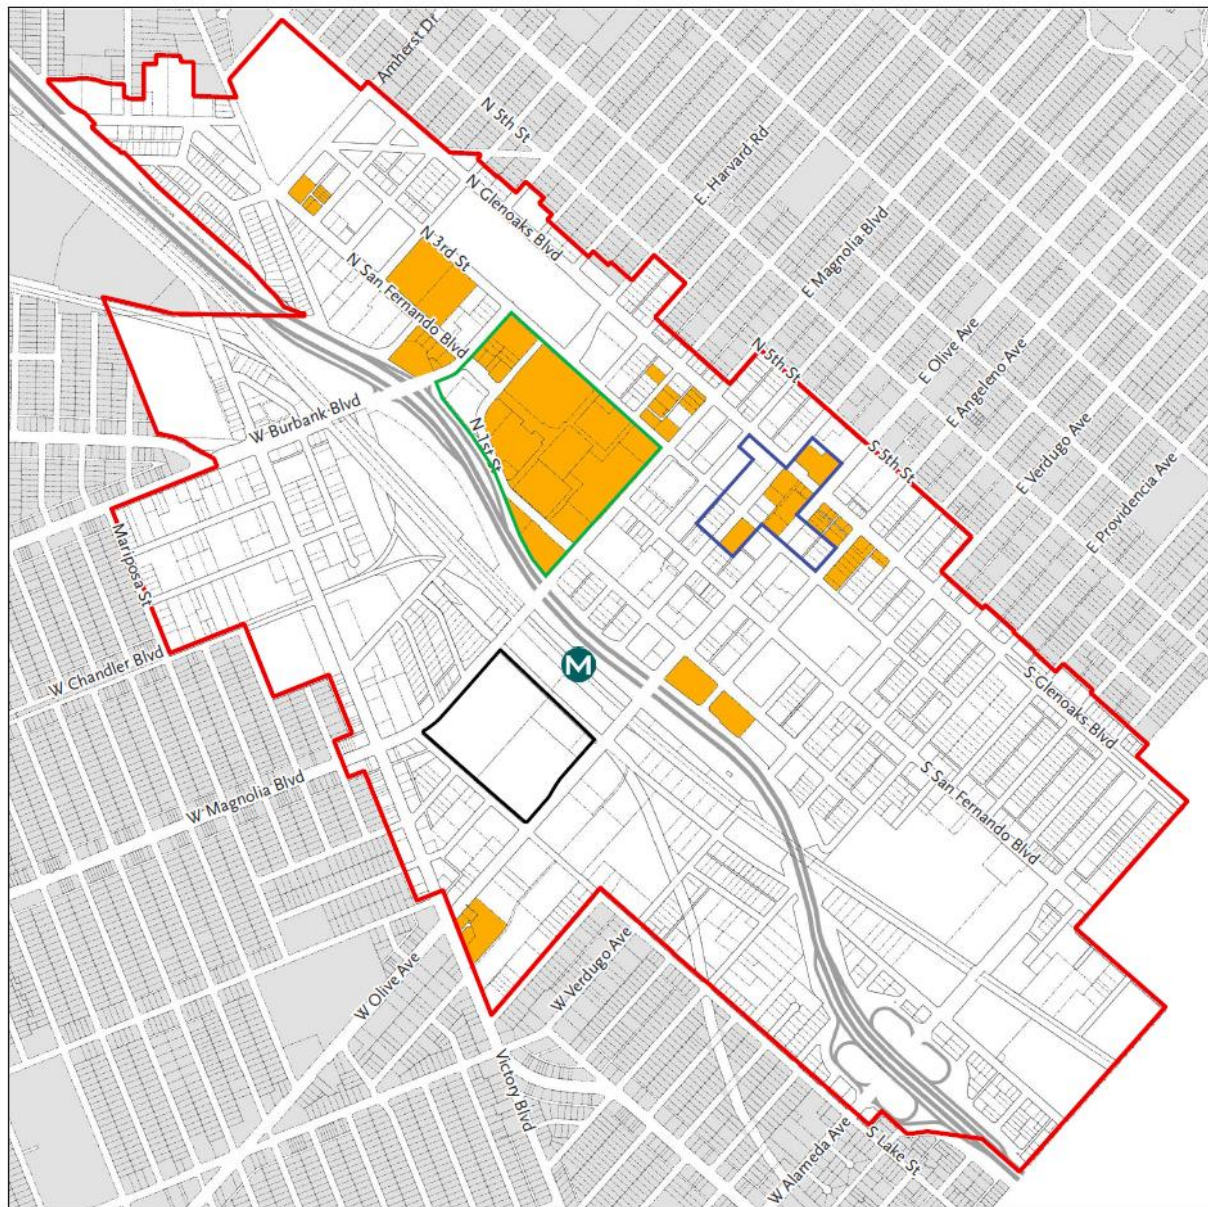 Amherst Dr
N 5th St
E. Harvard Rd
N Glenoaks Blvd
E Magnolia Blvd
N 3rd St
N San Fernando Blvd
N 5th St
E Olive Ave
E Angeleno Ave
W Burbank Blvd
N 1st St
S 5th St
E Verdugo Ave
E Providencia Ave
Mariposa St
W Chandler Blvd
M
S Glenoaks Blvd
W Magnolia Blvd
S San Fernando Blvd
W Olive Ave
W Verdugo Ave
Victory Blvd
W Alameda Ave
S Lake St